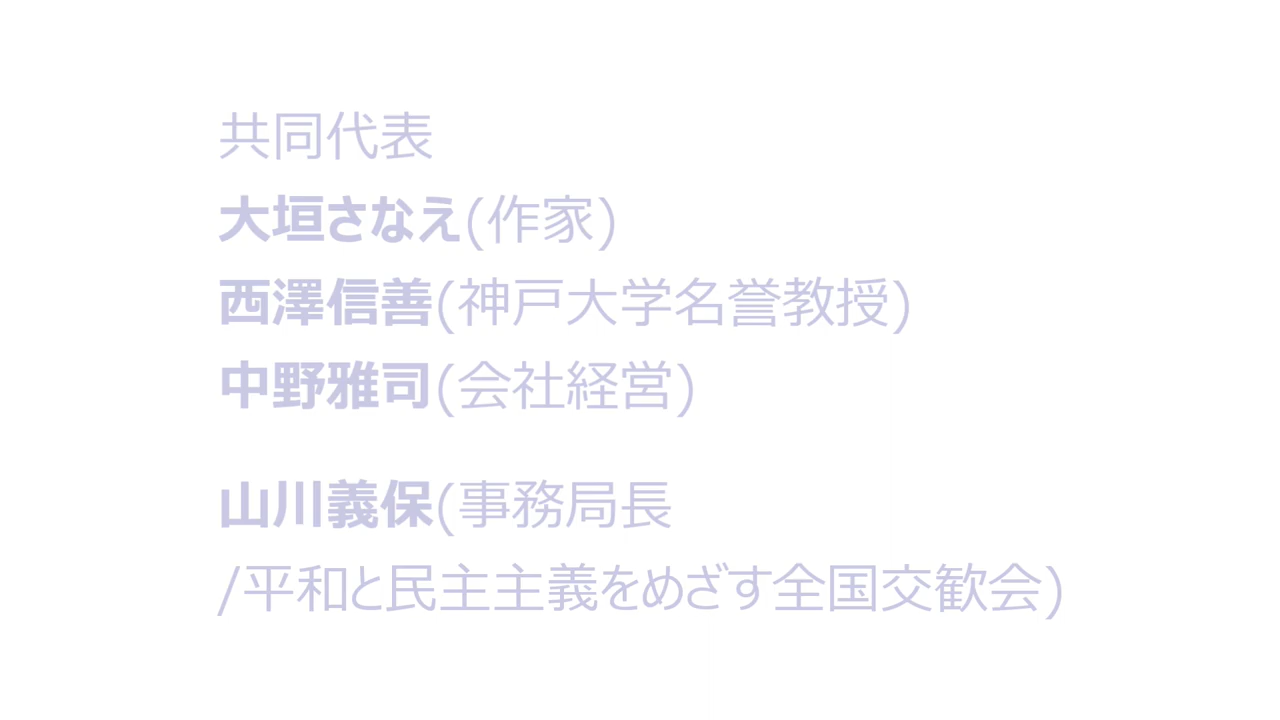 共同代表
大垣さなえ(作家)
西澤信善(神戸大学名誉教授)
中野雅司(会社経営)
山川義保(事務局長
/平和と民主主義をめざす全国交歓会)